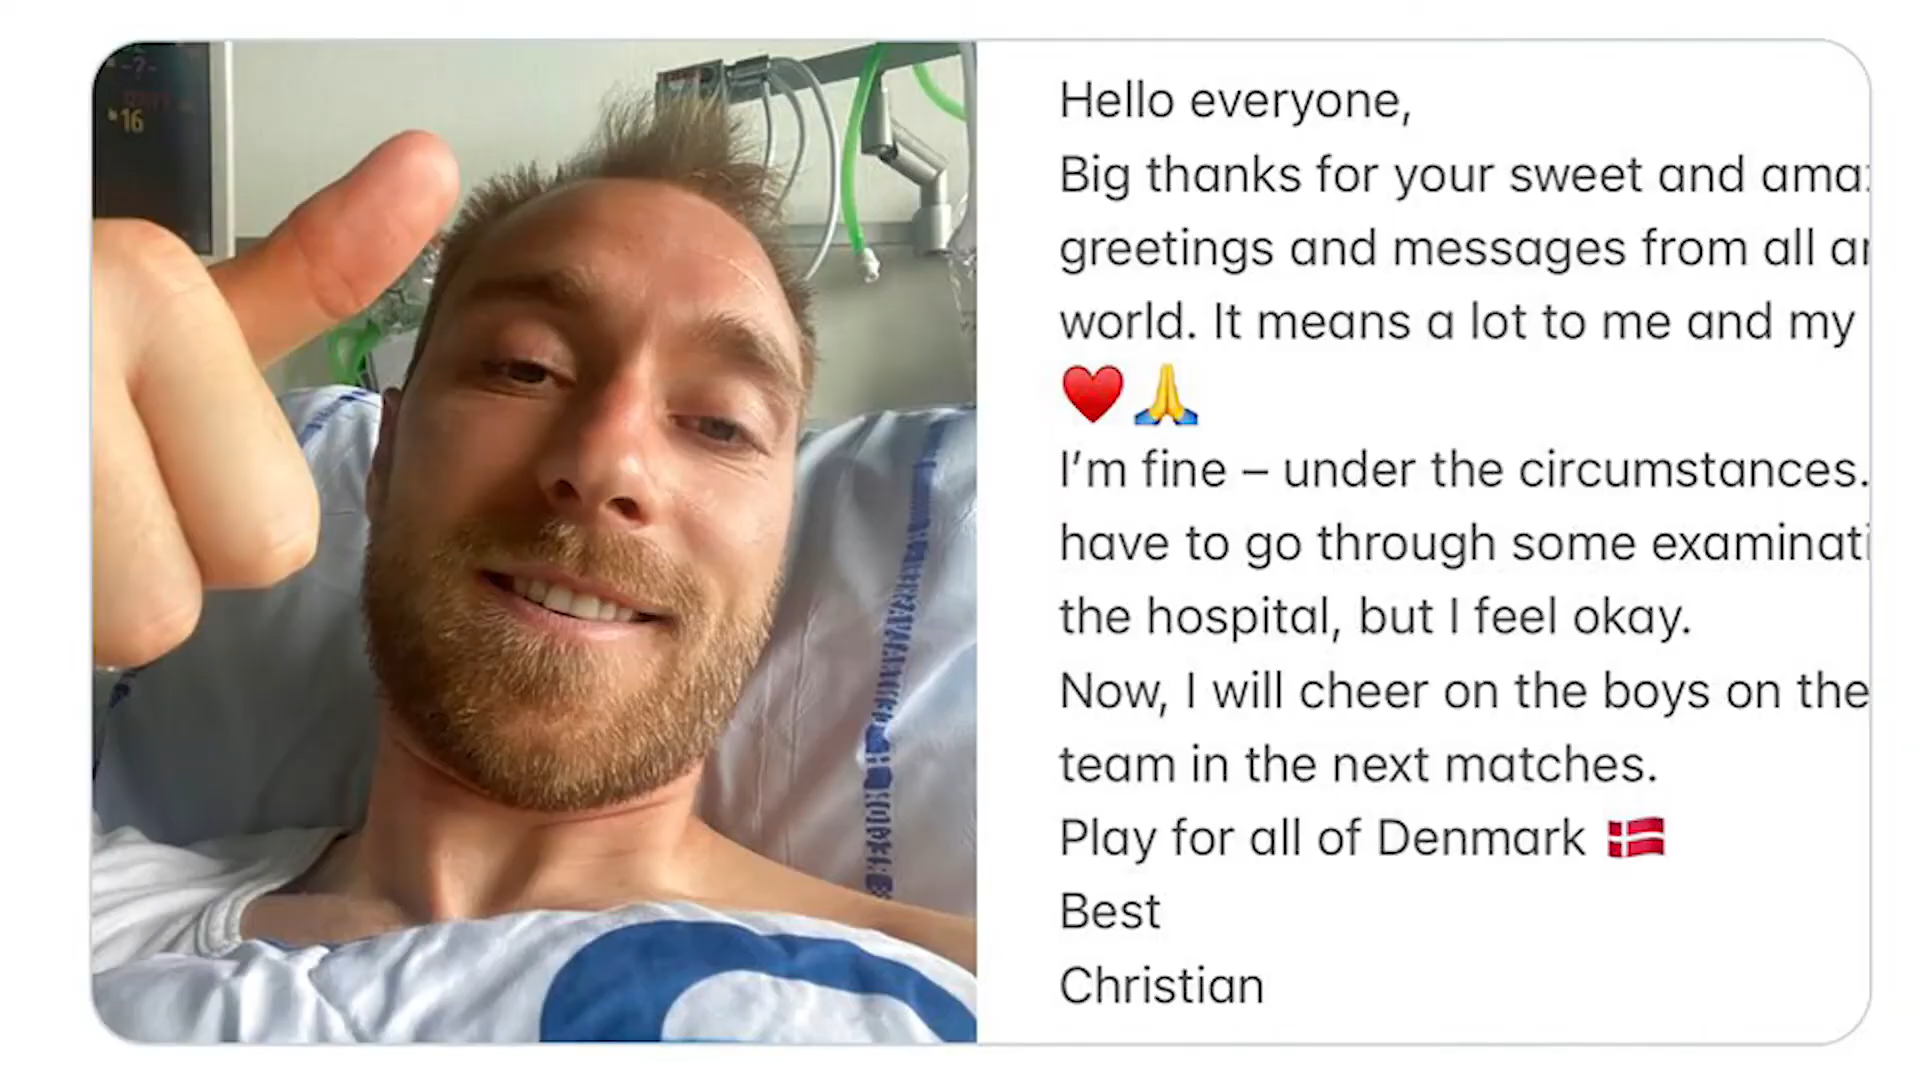 16
Hello everyone,
Big thanks for your sweet and
greetings and messages from all
world. It means a lot to me and my
❤️🙏
I’m fine – under the circumstances.
have to go through some
the hospital, but I feel okay.
Now, I will cheer on the boys on the
team in the next matches.
Play for all of Denmark 🇩🇰
Best
Christian